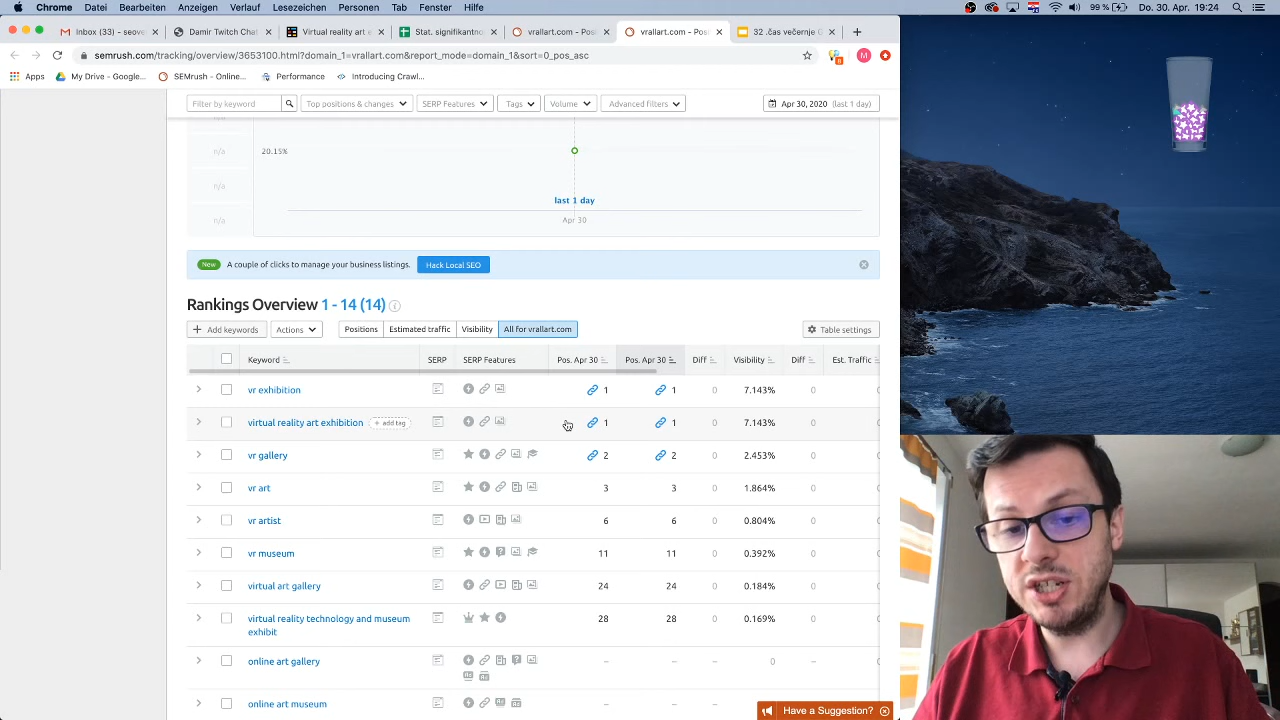 Chrome Datei Bearbeiten Anzeigen Verlauf Lesezeichen Personen Tab Fenster Hilfe 99 % Do. 30. Apr. 19:24
Inbox (33) - seove Damir Twitch Chat Virtual reality art e Stat. signifikantno vrallart.com - Pos vrallart.com - Pos S2 .čas večernje
semrush.com/tracking/overview/3653100.html?domain_1=vrallart.com&report_mode=domain_1&sort=0_pos_asc M
Apps My Drive - Google... SEMrush - Online... Performance Introducing Crawl...
Filter by keyword Top positions & changes SERP Features Tags Volume Advanced filters Apr 30, 2020 (last 1 day)
n/a
n/a 20.15%
n/a
last 1 day
n/a Apr 30
New A couple of clicks to manage your business listings. Hack Local SEO
Rankings Overview 1 - 14 (14)
Add keywords Actions Positions Estimated traffic Visibility All for vrallart.com Table settings
Keyword SERP SERP Features Pos. Apr 30 Pos. Apr 30 Diff Visibility Diff Est. Traffic
vr exhibition 1 1 0 7.143% 0
virtual reality art exhibition + add tag 1 1 0 7.143% 0
vr gallery 2 2 0 2.453% 0
vr art 3 3 0 1.864% 0
vr artist 6 6 0 0.804% 0
vr museum 11 11 0 0.392% 0
virtual art gallery 24 24 0 0.184% 0
virtual reality technology and museum exhibit 28 28 0 0.169% 0
online art gallery – – – 0 –
online art museum – – – 0 –
Have a Suggestion?